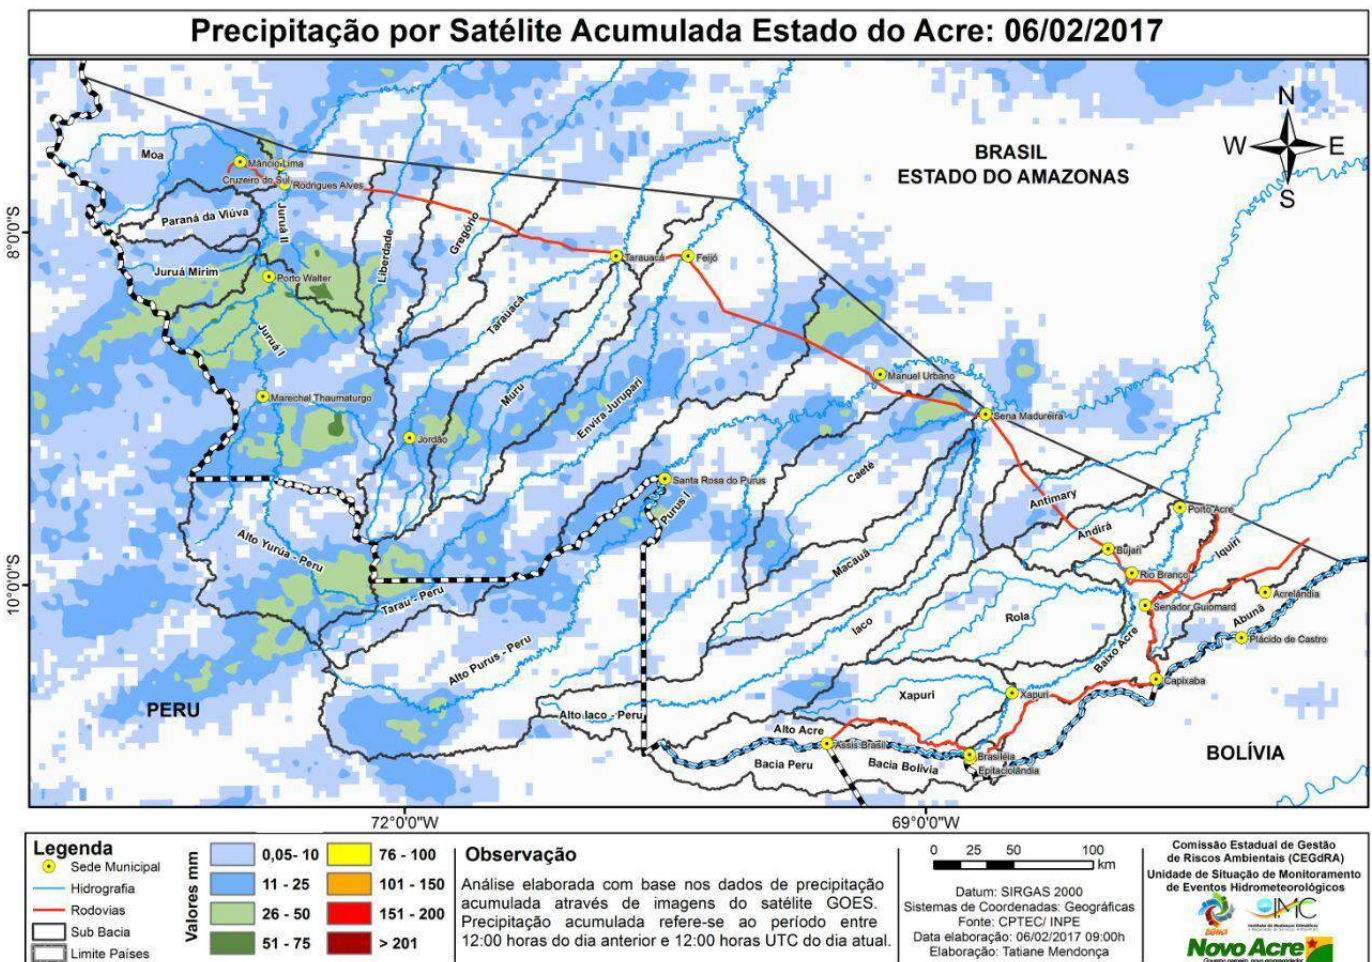 Precipitação por Satélite Acumulada Estado do Acre: 06/02/2017
N
W E
S
BRASIL
ESTADO DO AMAZONAS
Moa
Mâncio Lima
Cruzeiro do Sul
Rodrigues Alves
Paraná da Viúva
Juruá II
Liberdade
Gregório
8°0'0"S
Juruá Mirim
Porto Walter
Tarauacá
Feijó
Tarauacá
Juruá I
Manuel Urbano
Marechal Thaumaturgo
Muru
Envira Jurupari
Sena Madureira
Jordão
Caeté
Santa Rosa do Purus
Purus I
Antimary
Porto Acre
Andirá
Alto Yurúa - Peru
Macauã
Bujari
Iquiri
10°0'0"S
Rio Branco
Tarau - Peru
Acrelândia
Senador Guiomard
Iaco
Rola
Abunã
Baixo Acre
Plácido de Castro
Alto Purus - Peru
Capixaba
Xapuri
Xapuri
PERU
Alto Iaco - Peru
Alto Acre
Assis Brasil
BOLÍVIA
Bacia Peru
Bacia Bolívia
Brasiléia
Epitaciolândia
72°0'0"W
69°0'0"W
Legenda
Sede Municipal
Hidrografia
Rodovias
Sub Bacia
Limite Países
Valores mm
0,05- 10
76 - 100
11 - 25
101 - 150
26 - 50
151 - 200
51 - 75
> 201
Observação
Análise elaborada com base nos dados de precipitação
acumulada através de imagens do satélite GOES.
Precipitação acumulada refere-se ao período entre
12:00 horas do dia anterior e 12:00 horas UTC do dia atual.
0 25 50 100
km
Datum: SIRGAS 2000
Sistemas de Coordenadas: Geográficas
Fonte: CPTEC/ INPE
Data elaboração: 06/02/2017 09:00h
Elaboração: Tatiane Mendonça
Comissão Estadual de Gestão
de Riscos Ambientais (CEGdRA)
Unidade de Situação de Monitoramento
de Eventos Hidrometeorológicos
IMC
Novo Acre